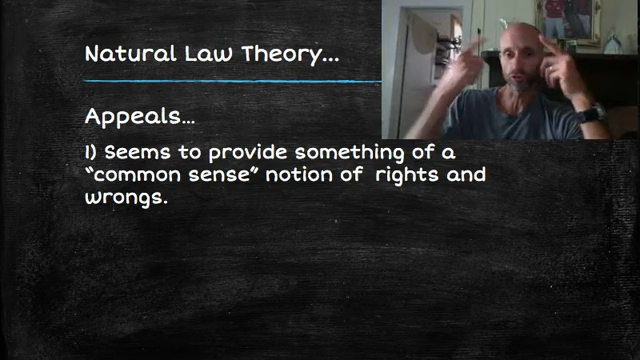 Natural Law Theory...
Appeals...
1) Seems to provide something of a
"common sense" notion of rights and
wrongs.